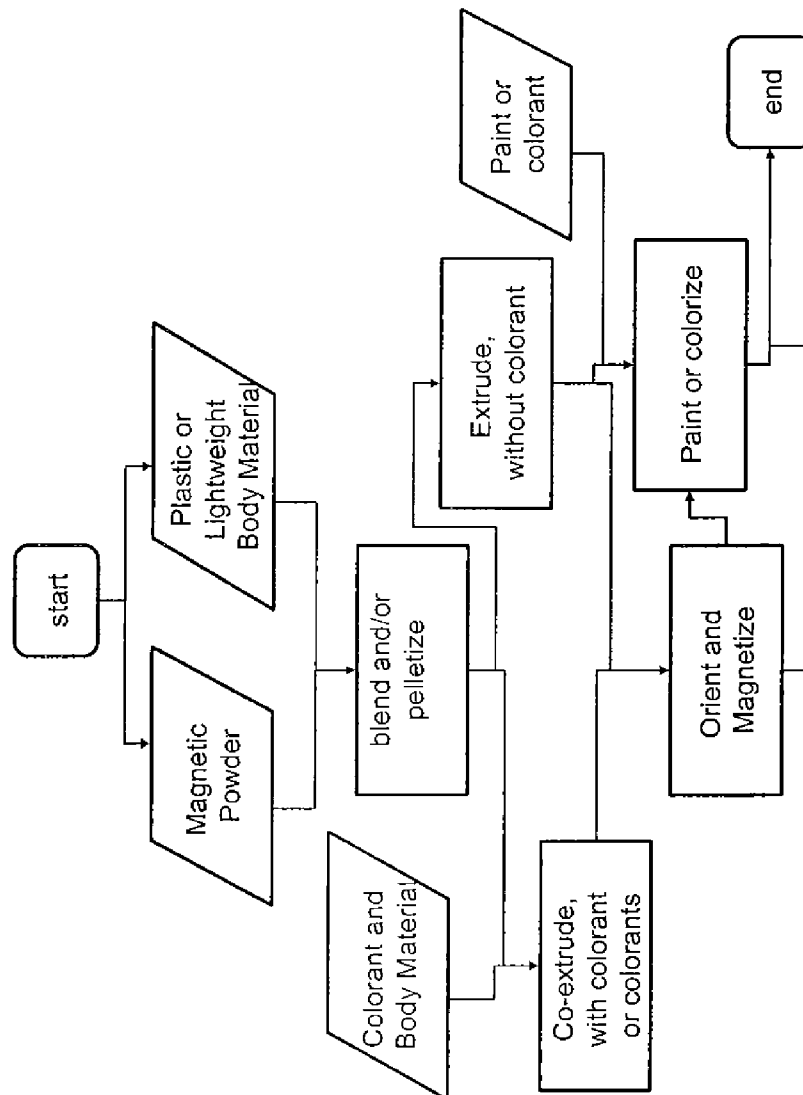 start
Magnetic
Powder
Plastic or
Lightweight
Body Material
Colorant and
Body Material
blend and/or
pelletize
Extrude,
without colorant
Paint or
colorant
Co-extrude,
with colorant
or colorants
Orient and
Magnetize
Paint or colorize
end